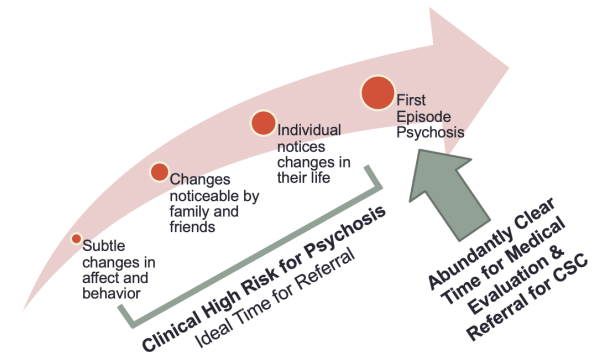 Subtle
changes in
affect and
behavior
Changes
noticeable by
family and
friends
Individual
notices
changes in
their life
First
Episode
Psychosis
Clinical High Risk for Psychosis
Ideal Time for Referral
Abundantly Clear
Time for Medical
Evaluation &
Referral for CSC